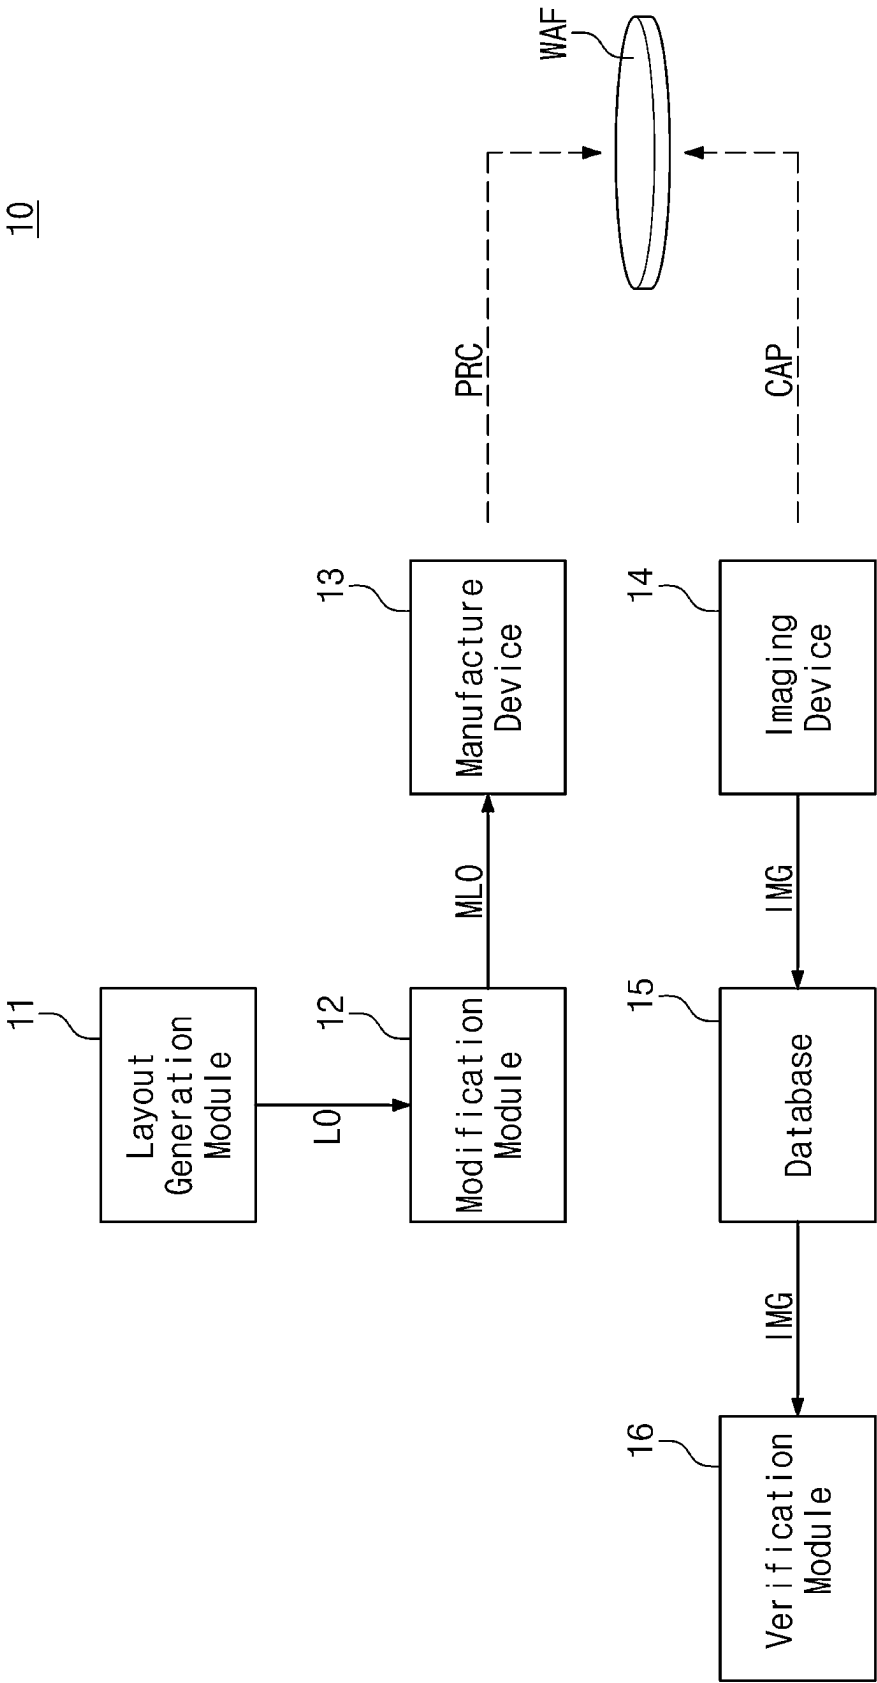 10
11
Layout
Generation
Module
LO
12
Modification
Module
MLO
13
Manufacture
Device
PRC
WAF
CAP
14
Imaging
Device
IMG
15
Database
IMG
16
Verification
Module